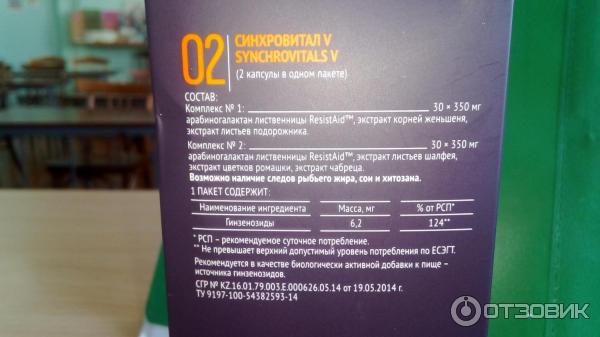 02
СИНХРОВИТАЛ V
SYNCHROVITALS V
(2 капсулы в одном пакете)
СОСТАВ:
Комплекс № 1: 30 × 350 мг
арабиногалактан лиственницы ResistAid™, экстракт корней женьшеня,
экстракт листьев подорожника.
Комплекс № 2: 30 × 350 мг
арабиногалактан лиственницы ResistAid™, экстракт листьев шалфея,
экстракт цветков ромашки, экстракт чабреца.
Возможно наличие следов рыбьего жира, сои и хитозана.
1 ПАКЕТ СОДЕРЖИТ:
Наименование ингредиента Масса, мг % от РСП*
Гинзенозиды 6,2 124**
* РСП – рекомендуемое суточное потребление.
** Не превышает верхний допустимый уровень потребления по ЕСЭГТ.
Рекомендуется в качестве биологически активной добавки к пище –
источника гинзенозидов.
СГР № KZ.16.01.79.003.Е.000626.05.14 от 19.05.2014 г.
ТУ 9197-100-54382593-14
ОТЗОВИК